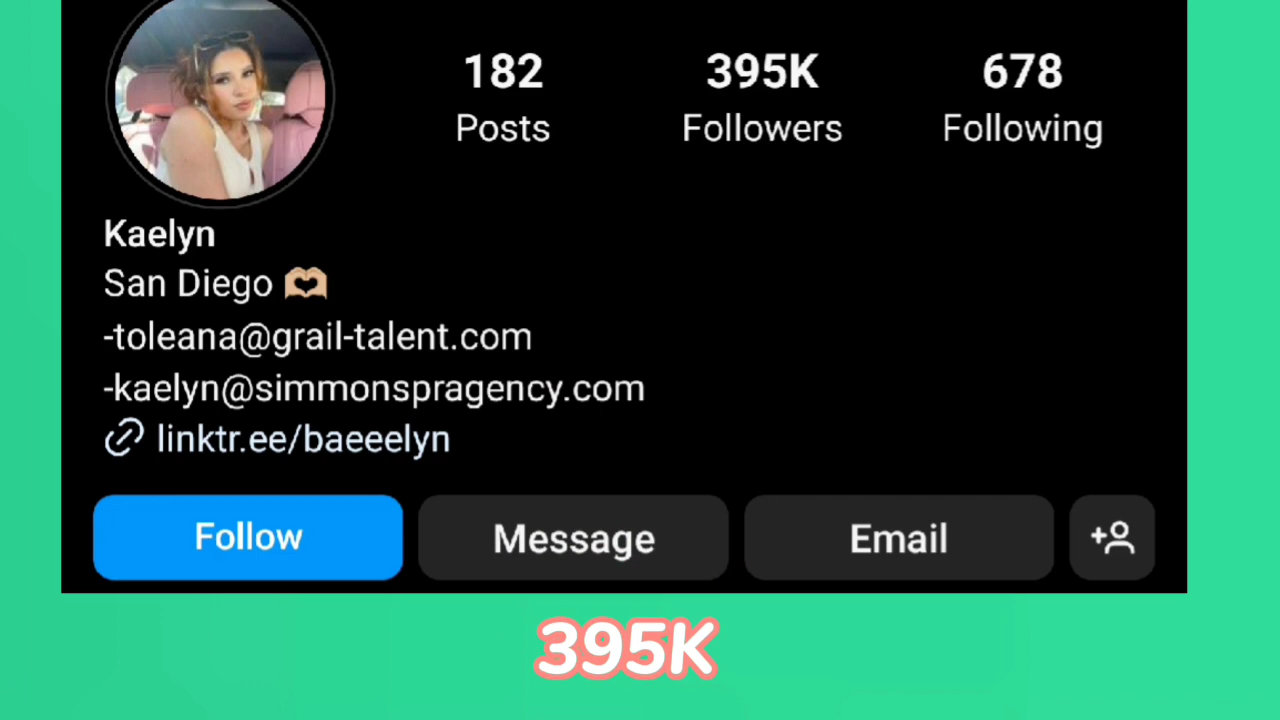 182 395K 678
Posts Followers Following
Kaelyn
San Diego 🫶🏼
-toleana@grail-talent.com
-kaelyn@simmonspragency.com
linktr.ee/baeeelyn
Follow Message Email
395K